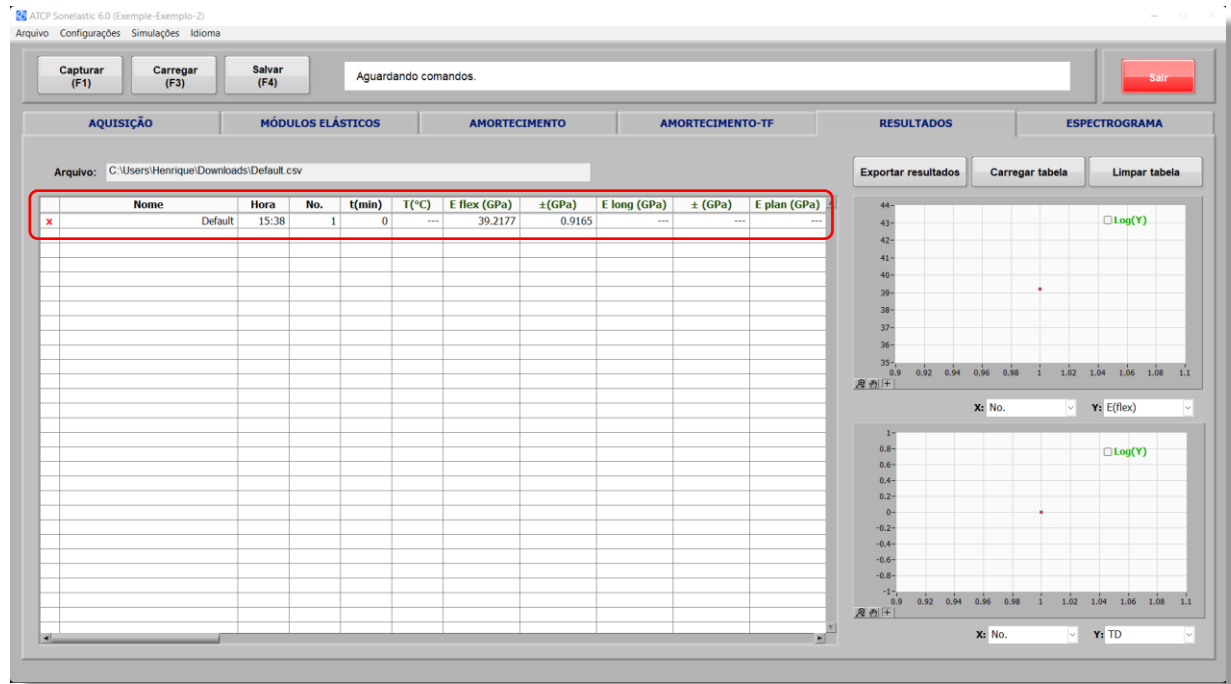 ATCP Sonelastic 6.0 (Exemple-Exemplo-2)
Arquivo Configurações Simulações Idioma
Capturar (F1) Carregar (F3) Salvar (F4) Aguardando comandos. Sair
AQUISIÇÃO MÓDULOS ELÁSTICOS AMORTECIMENTO AMORTECIMENTO-TF RESULTADOS ESPECTROGRAMA
Arquivo: C:\Users\Henrique\Downloads\Default.csv
Exportar resultados Carregar tabela Limpar tabela
Nome Hora No. t(min) T(°C) E flex (GPa) ±(GPa) E long (GPa) ± (GPa) E plan (GPa)
x Default 15:38 1 0 --- 39.2177 0.9165 --- --- ---
44
43
42
41
40
39
38
37
36
35
Log(Y)
0.9 0.92 0.94 0.96 0.98 1 1.02 1.04 1.06 1.08 1.1
X: No. Y: E(flex)
1
0.8
0.6
0.4
0.2
0
-0.2
-0.4
-0.6
-0.8
-1
Log(Y)
0.9 0.92 0.94 0.96 0.98 1 1.02 1.04 1.06 1.08 1.1
X: No. Y: TD